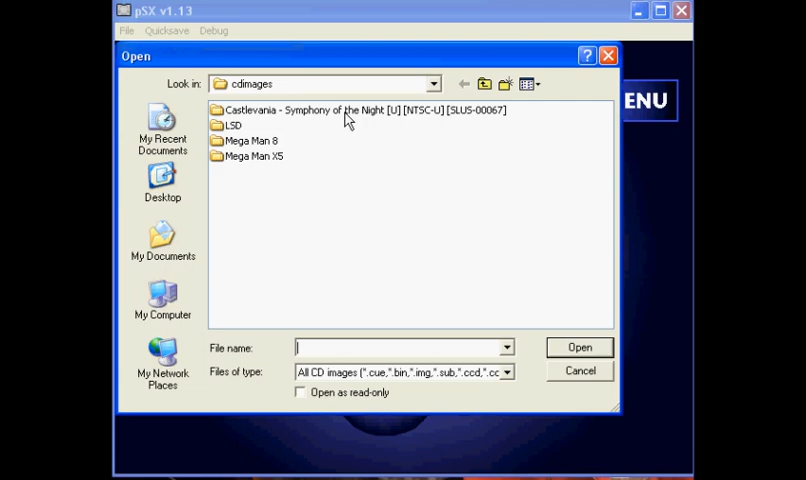 pSX v1.13
File Quicksave Debug
Open
Look in: cdimages
ENU
My Recent
Documents
Desktop
My Documents
My Computer
My Network
Places
Castlevania - Symphony of the Night [U] [NTSC-U] [SLUS-00067]
LSD
Mega Man 8
Mega Man X5
File name:
Open
Files of type: All CD images (*.cue,*.bin,*.img,*.sub,*.ccd,*.cc
Cancel
Open as read-only